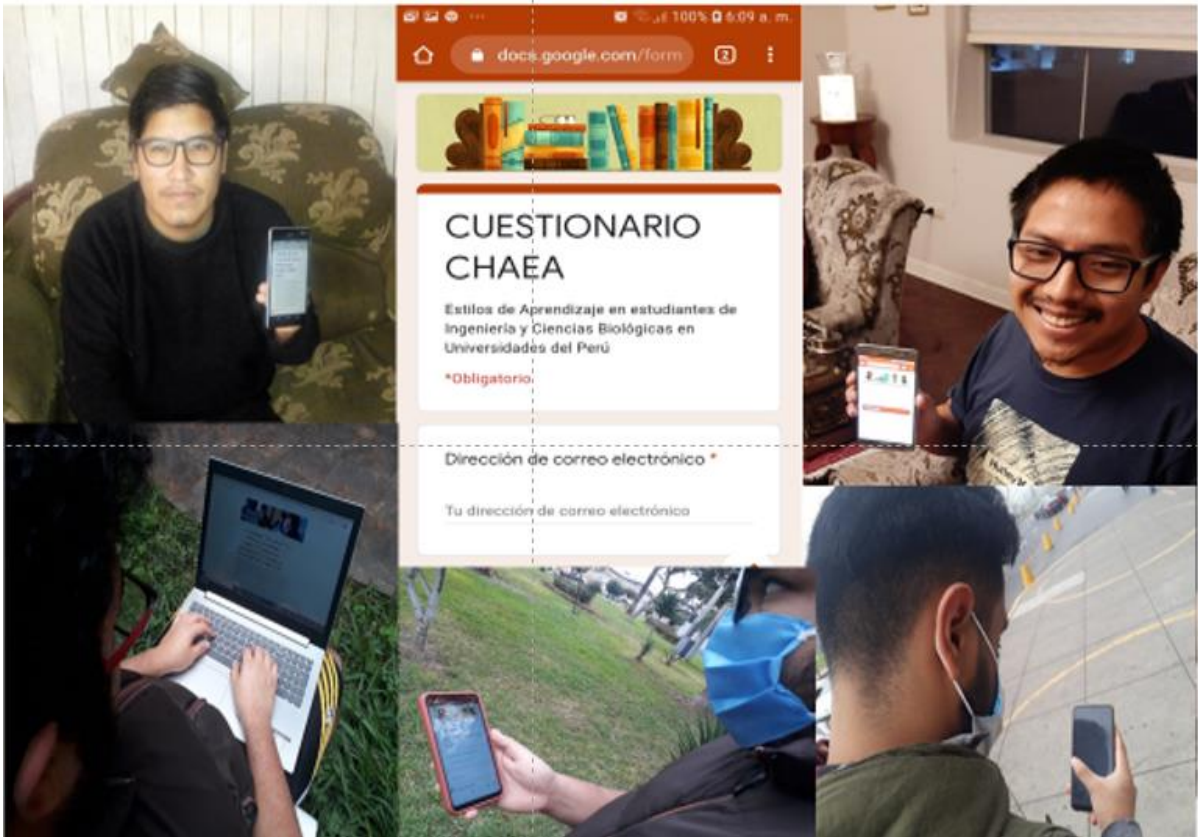 100% 6:09 a. m.
docs.google.com/form
2
CUESTIONARIO
CHAEA
Estilos de Aprendizaje en estudiantes de
Ingeniería y Ciencias Biológicas en
Universidades del Perú
*Obligatorio
Dirección de correo electrónico *
Tu dirección de correo electrónico